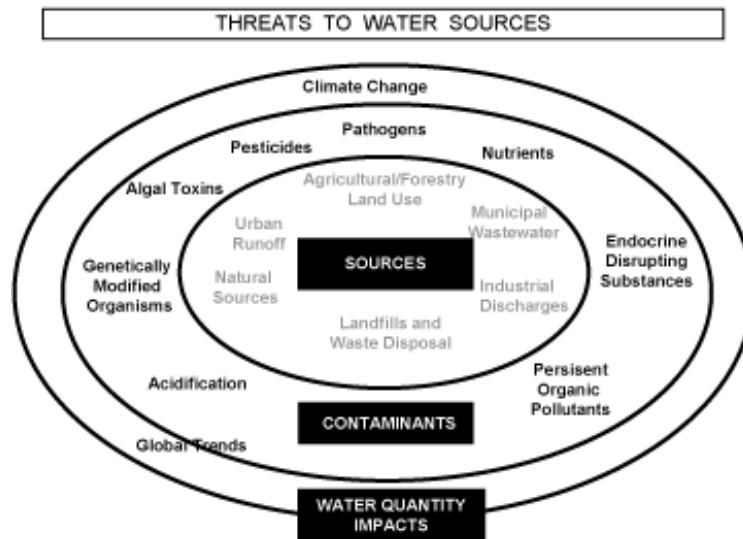 THREATS TO WATER SOURCES
Climate Change
Pathogens
Pesticides
Nutrients
Algal Toxins
Agricultural/Forestry
Land Use
Urban
Runoff
Municipal
Wastewater
SOURCES
Endocrine
Disrupting
Substances
Genetically
Modified
Organisms
Natural
Sources
Industrial
Discharges
Landfills and
Waste Disposal
Acidification
Persisent
Organic
Pollutants
CONTAMINANTS
Global Trends
WATER QUANTITY
IMPACTS